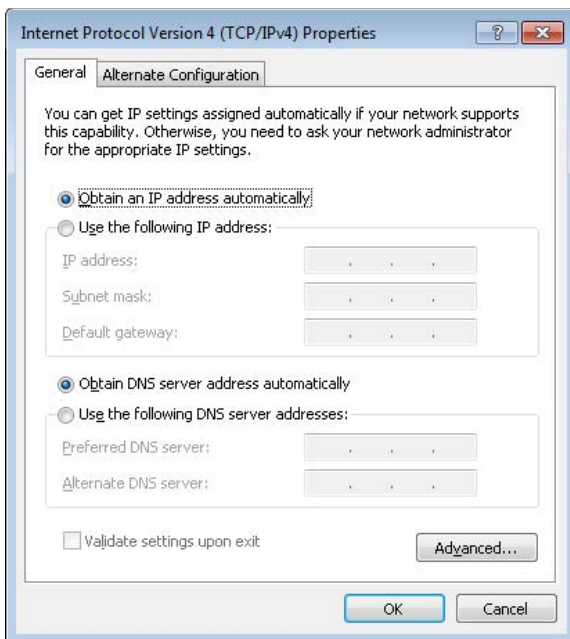 Internet Protocol Version 4 (TCP/IPv4) Properties
General
Alternate Configuration
You can get IP settings assigned automatically if your network supports
this capability. Otherwise, you need to ask your network administrator
for the appropriate IP settings.
Obtain an IP address automatically
Use the following IP address:
IP address:
Subnet mask:
Default gateway:
Obtain DNS server address automatically
Use the following DNS server addresses:
Preferred DNS server:
Alternate DNS server:
Validate settings upon exit
Advanced...
OK
Cancel